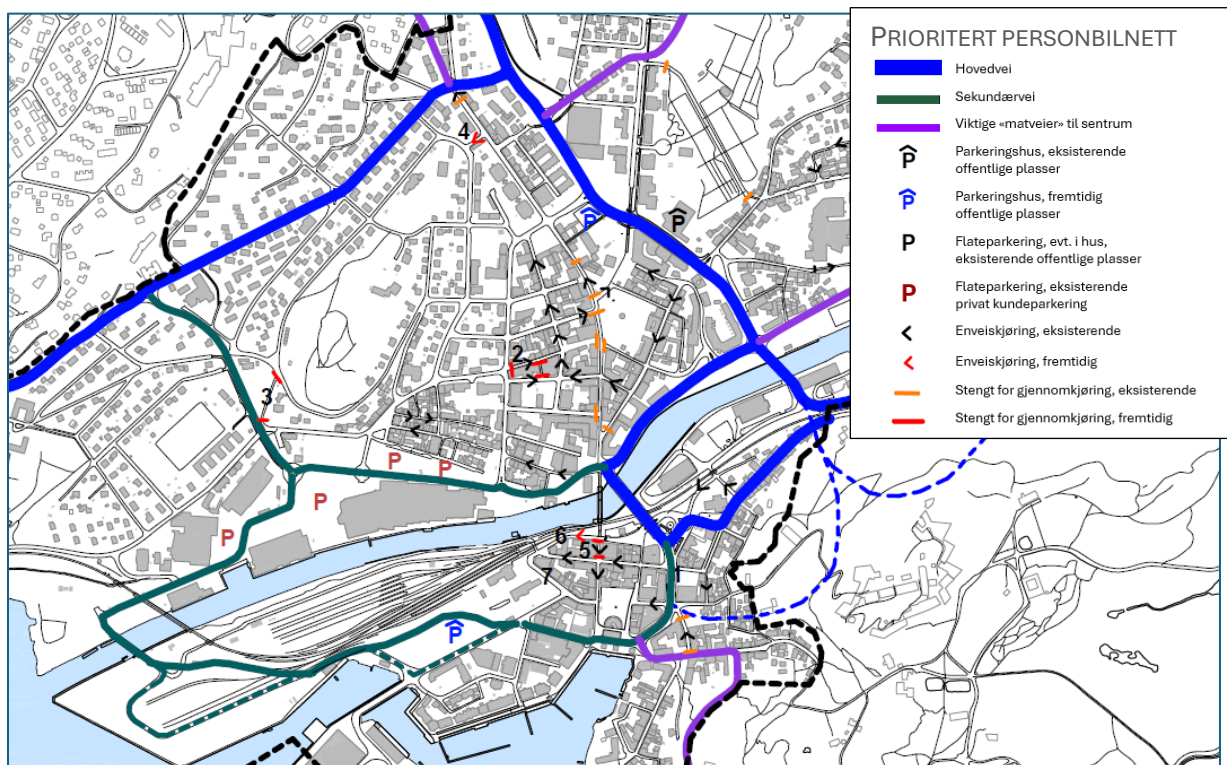 PRIORITERT PERSONBILNETT
Hovedvei
Sekundærvei
Viktige «matveier» til sentrum
P
Parkeringshus, eksisterende
offentlige plasser
P
Parkeringshus, fremtidig
offentlige plasser
P
Flateparkering, evt. i hus,
eksisterende offentlige plasser
P
Flateparkering, eksisterende
privat kundeparkering
Enveiskjøring, eksisterende
Enveiskjøring, fremtidig
Stengt for gjennomkjøring, eksisterende
Stengt for gjennomkjøring, fremtidig
4
P
P
2
3
P
P
P
P
6
5
7
1
P